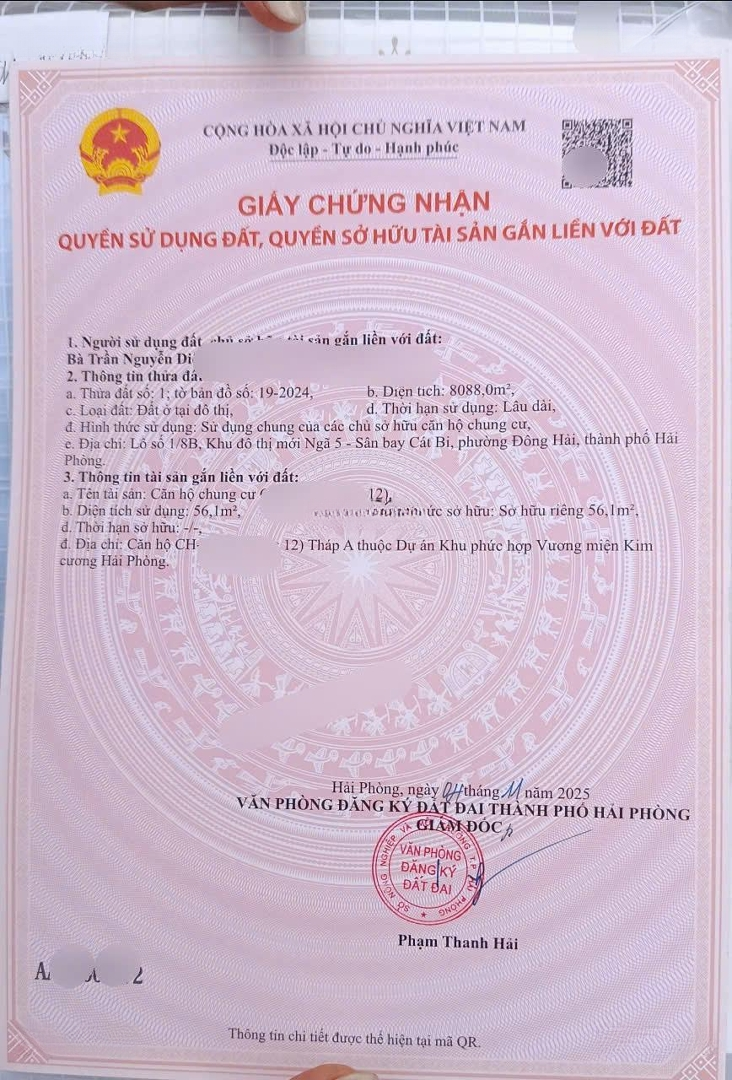 CỘNG HÒA XÃ HỘI CHỦ NGHĨA VIỆT NAM
Độc lập - Tự do - Hạnh phúc
GIẤY CHỨNG NHẬN
QUYỀN SỬ DỤNG ĐẤT, QUYỀN SỞ HỮU TÀI SẢN GẮN LIỀN VỚI ĐẤT
1. Người sử dụng đất, chủ sở hữu tài sản gắn liền với đất:
Bà Trần Nguyễn
2. Thông tin thửa
a. Thửa đất số: 1; tờ bản đồ số: 19-2024, b. Diện tích: 8088,0m²,
c. Loại đất: Đất ở tại đô thị, d. Thời hạn sử dụng: Lâu dài,
đ. Hình thức sử dụng: Sử dụng chung của các chủ sở hữu căn hộ chung cư,
e. Địa chỉ: Lô số 1/8B, Khu đô thị mới Ngã 5 - Sân bay Cát Bi, phường Đông Hải, thành phố Hải
Phòng.
3. Thông tin tài sản gắn liền với đất:
a. Tên tài sản: Căn hộ chung cư 12),
b. Diện tích sử dụng: 56,1m², sở hữu: Sở hữu riêng 56,1m²,
d. Thời hạn sở hữu: -/-,
đ. Địa chỉ: Căn hộ CH- 12) Tháp A thuộc Dự án Khu phức hợp Vương miện Kim
cương Hải Phòng.
Hải Phòng, ngày 04 tháng 11 năm 2025
VĂN PHÒNG ĐĂNG KÝ ĐẤT ĐAI THÀNH PHỐ HẢI PHÒNG
GIÁM ĐỐC
VĂN PHÒNG
ĐĂNG KÝ
ĐẤT ĐAI
Phạm Thanh Hải
Thông tin chi tiết được thể hiện tại mã QR.